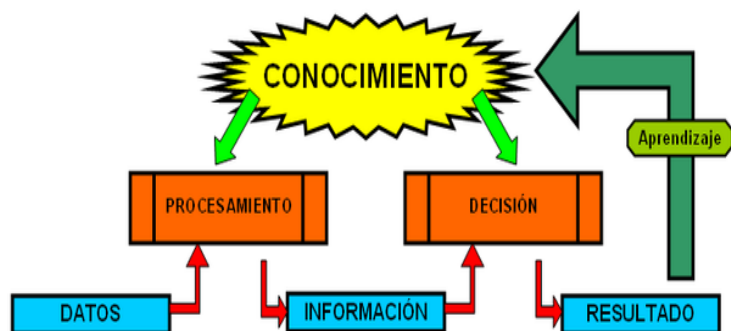 CONOCIMIENTO
Aprendizaje
PROCESAMIENTO
DECISIÓN
DATOS
INFORMACIÓN
RESULTADO